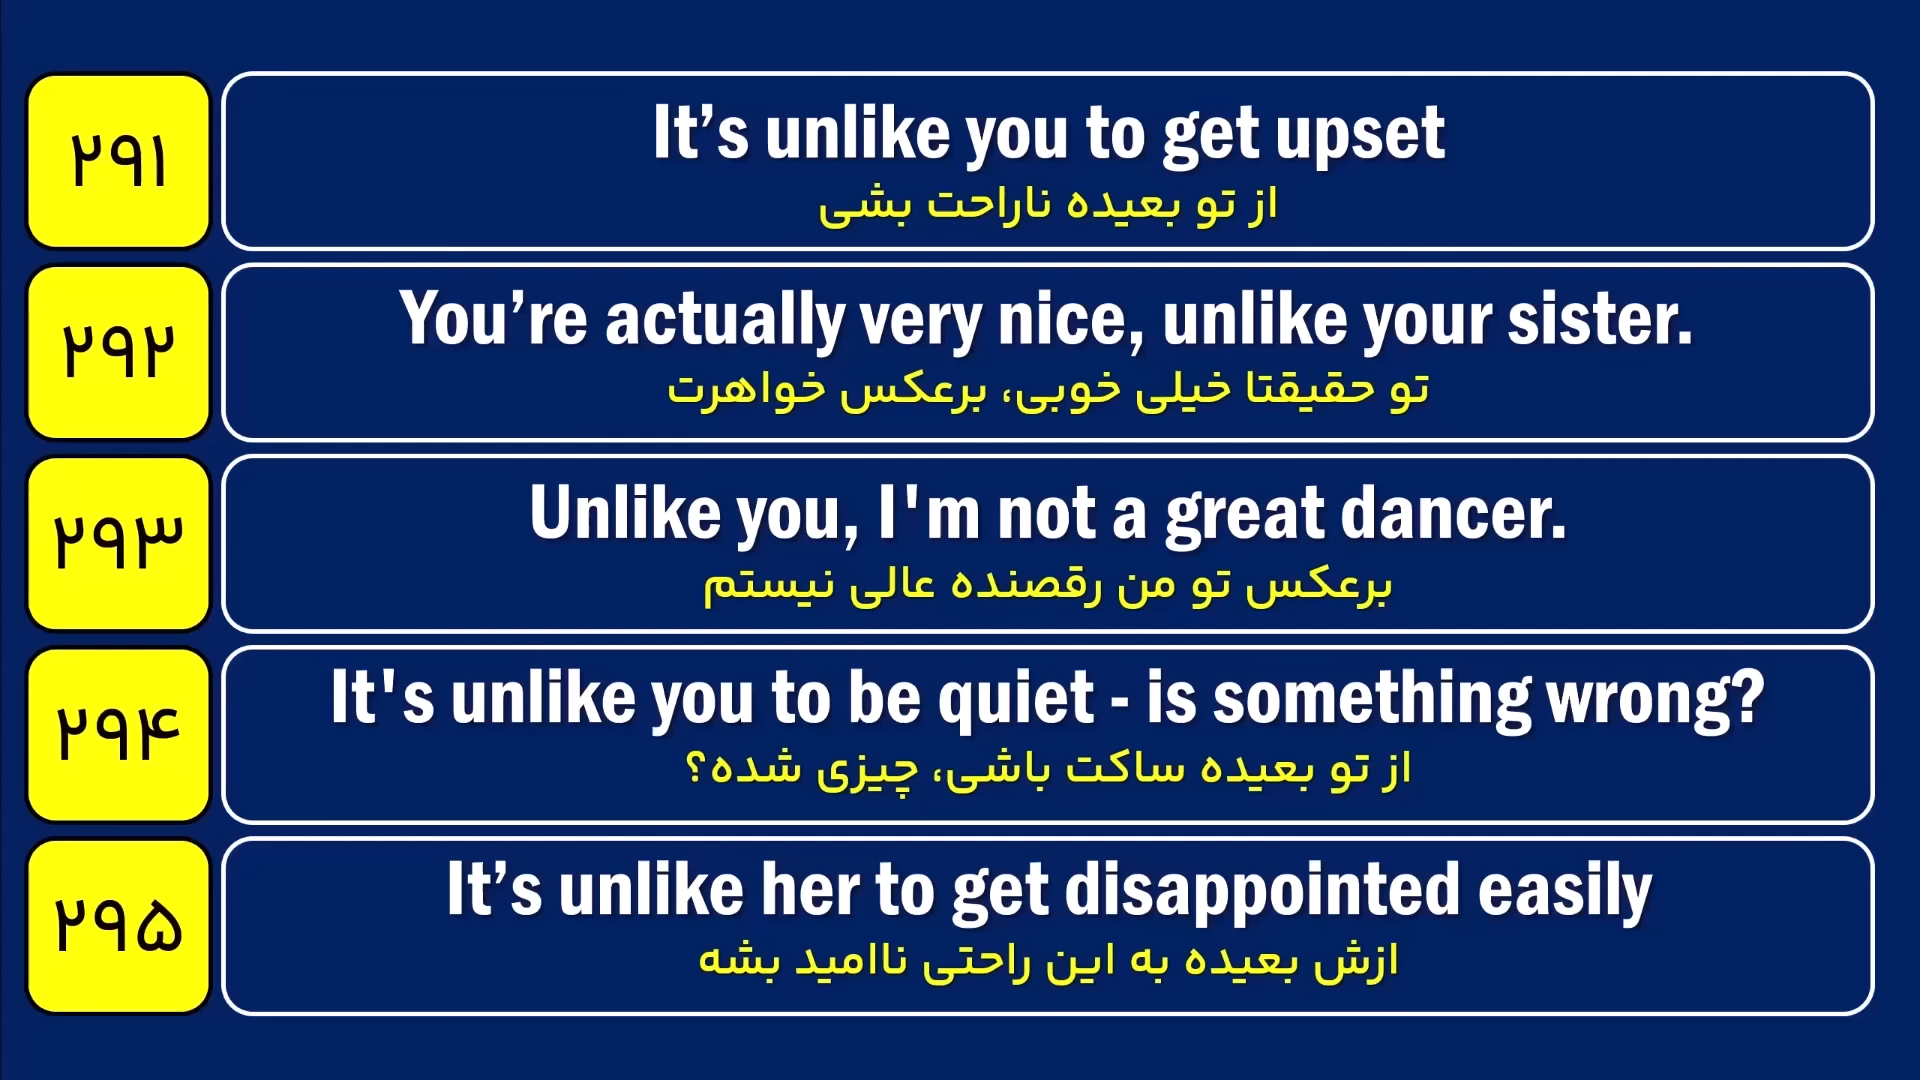 ۲۹۱
It’s unlike you to get upset
از تو بعیده ناراحت بشی
۲۹۲
You’re actually very nice, unlike your sister.
تو حقیقتا خیلی خوبی، برعکس خواهرت
۲۹۳
Unlike you, I'm not a great dancer.
برعکس تو من رقصنده عالی نیستم
۲۹۴
It's unlike you to be quiet - is something wrong?
از تو بعیده ساکت باشی، چیزی شده؟
۲۹۵
It’s unlike her to get disappointed easily
ازش بعیده به این راحتی ناامید بشه